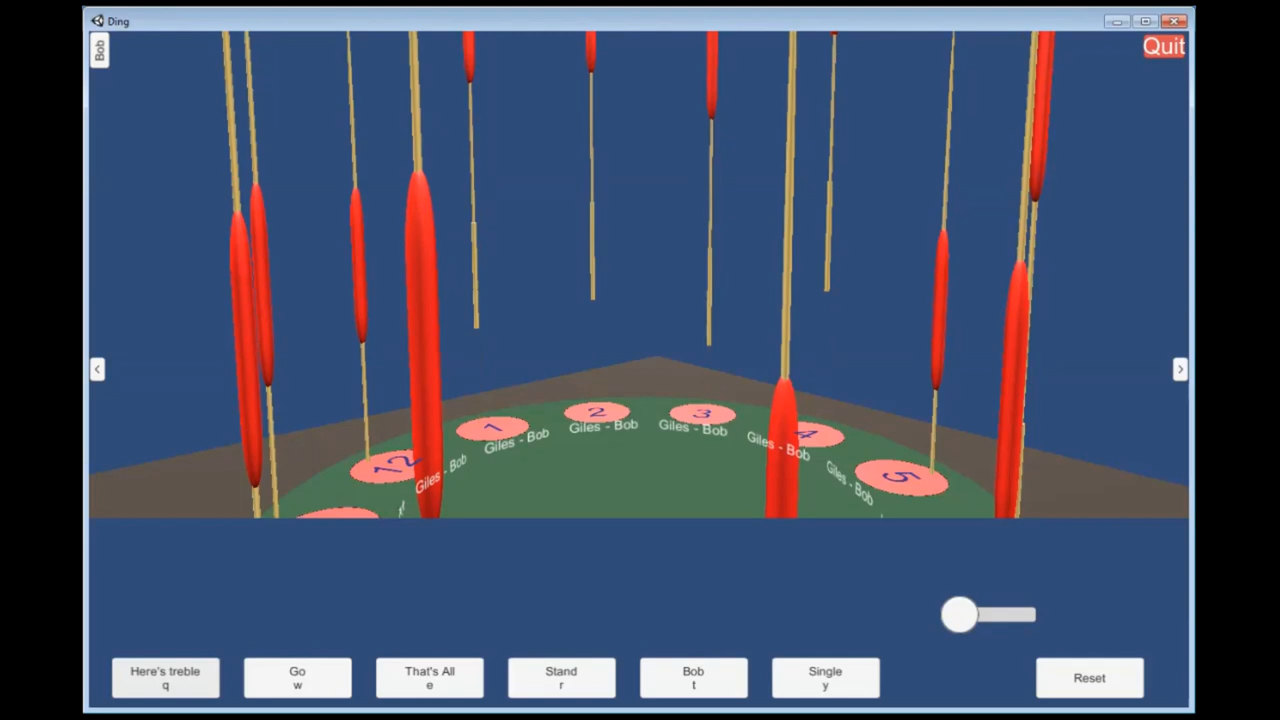 Ding
Bob
Quit
<
>
1
2
3
4
5
12
Giles - Bob
Giles - Bob
Giles - Bob
Giles - Bob
Giles - Bob
Giles - Bob
Here's treble
q
Go
w
That's All
e
Stand
r
Bob
t
Single
y
Reset